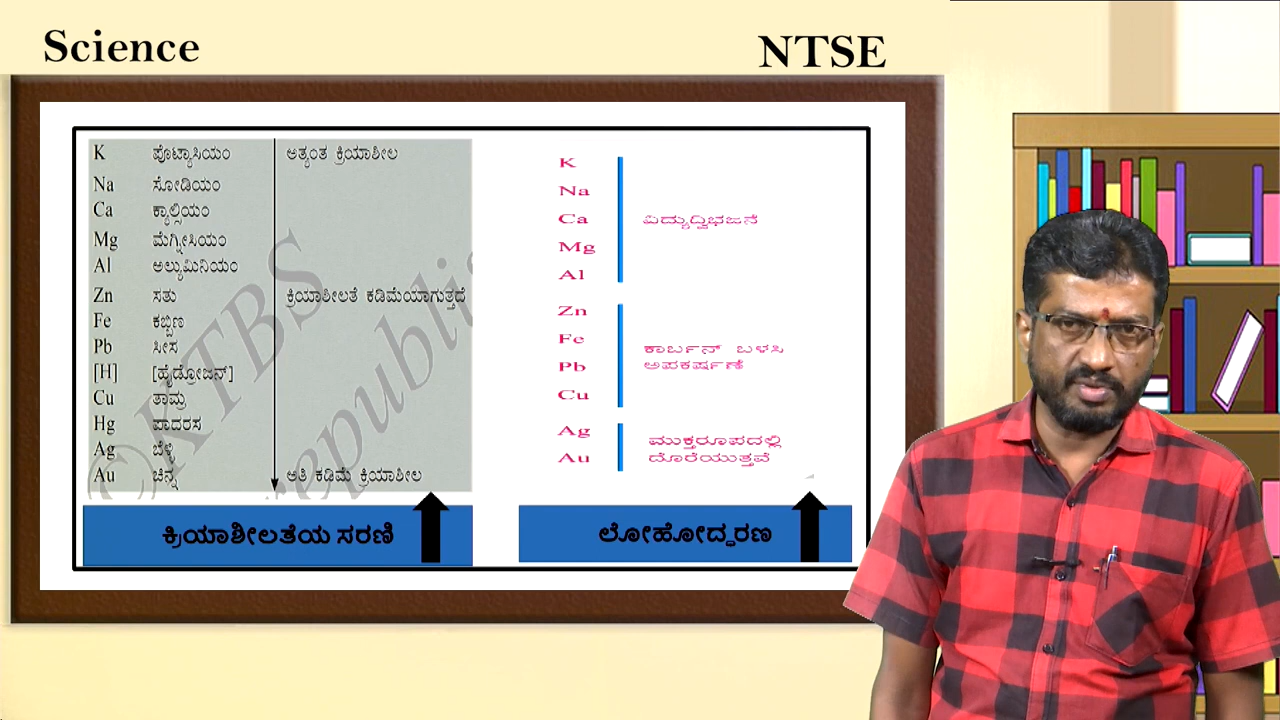 Science
NTSE
K ಪೊಟ್ಯಾಸಿಯಂ ಅತ್ಯಂತ ಕ್ರಿಯಾಶೀಲ
Na ಸೋಡಿಯಂ
Ca ಕ್ಯಾಲ್ಸಿಯಂ
Mg ಮೆಗ್ನೀಸಿಯಂ
Al ಅಲ್ಯುಮಿನಿಯಂ
Zn ಸತು ಕ್ರಿಯಾಶೀಲತೆ ಕಡಿಮೆಯಾಗುತ್ತದೆ
Fe ಕಬ್ಬಿಣ
Pb ಸೀಸ
[H] [ಹೈಡ್ರೋಜನ್]
Cu ತಾಮ್ರ
Hg ಪಾದರಸ
Ag ಬೆಳ್ಳಿ
Au ಚಿನ್ನ ಅತಿ ಕಡಿಮೆ ಕ್ರಿಯಾಶೀಲ
©KTBS
republis
ಕ್ರಿಯಾಶೀಲತೆಯ ಸರಣಿ
K
Na
Ca ವಿದ್ಯುದ್ವಿಭಜನೆ
Mg
Al
Zn
Fe
ಕಾರ್ಬನ್ ಬಳಸಿ
Pb ಅಪಕರ್ಷಣೆ
Cu
Ag ಮುಕ್ತರೂಪದಲ್ಲಿ
Au ದೊರೆಯುತ್ತವೆ
ಲೋಹೋದ್ಧರಣ